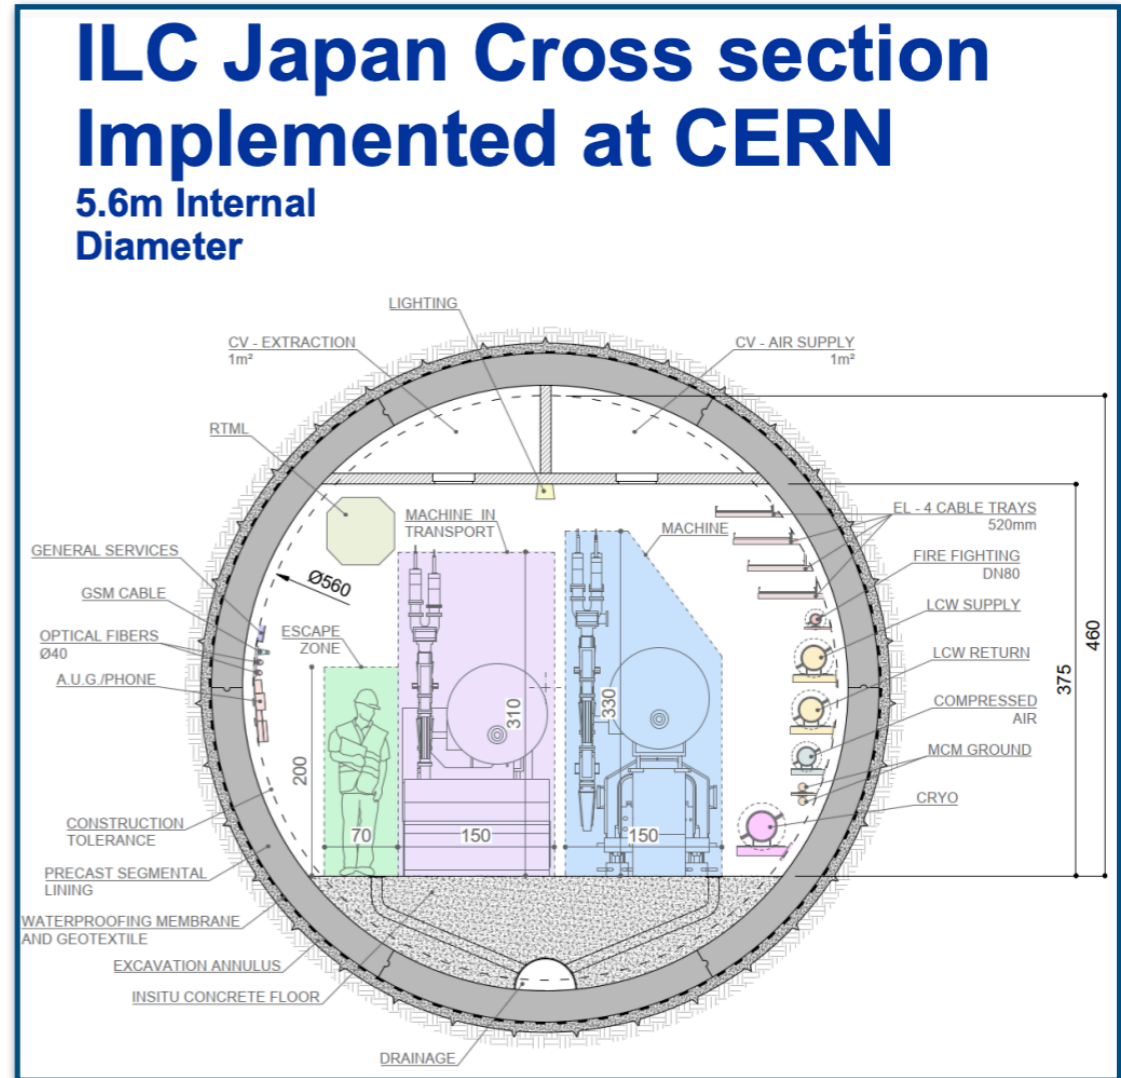 ILC Japan Cross section
Implemented at CERN
5.6m Internal
Diameter
LIGHTING
CV - EXTRACTION
1m²
CV - AIR SUPPLY
1m²
RTML
MACHINE IN
TRANSPORT
MACHINE
EL - 4 CABLE TRAYS
520mm
GENERAL SERVICES
FIRE FIGHTING
DN80
GSM CABLE
Ø560
LCW SUPPLY
OPTICAL FIBERS
Ø40
ESCAPE
ZONE
460
LCW RETURN
A.U.G./PHONE
375
310
330
COMPRESSED
AIR
MCM GROUND
200
CRYO
CONSTRUCTION
TOLERANCE
70
150
150
PRECAST SEGMENTAL
LINING
WATERPROOFING MEMBRANE
AND GEOTEXTILE
EXCAVATION ANNULUS
INSITU CONCRETE FLOOR
DRAINAGE